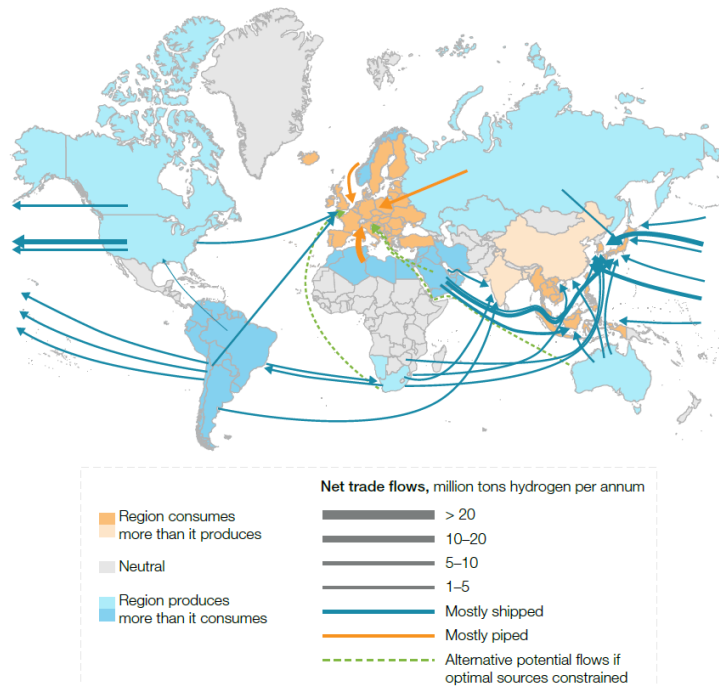 Net trade flows, million tons hydrogen per annum
Region consumes
more than it produces
Neutral
Region produces
more than it consumes
> 20
10–20
5–10
1–5
Mostly shipped
Mostly piped
Alternative potential flows if
optimal sources constrained